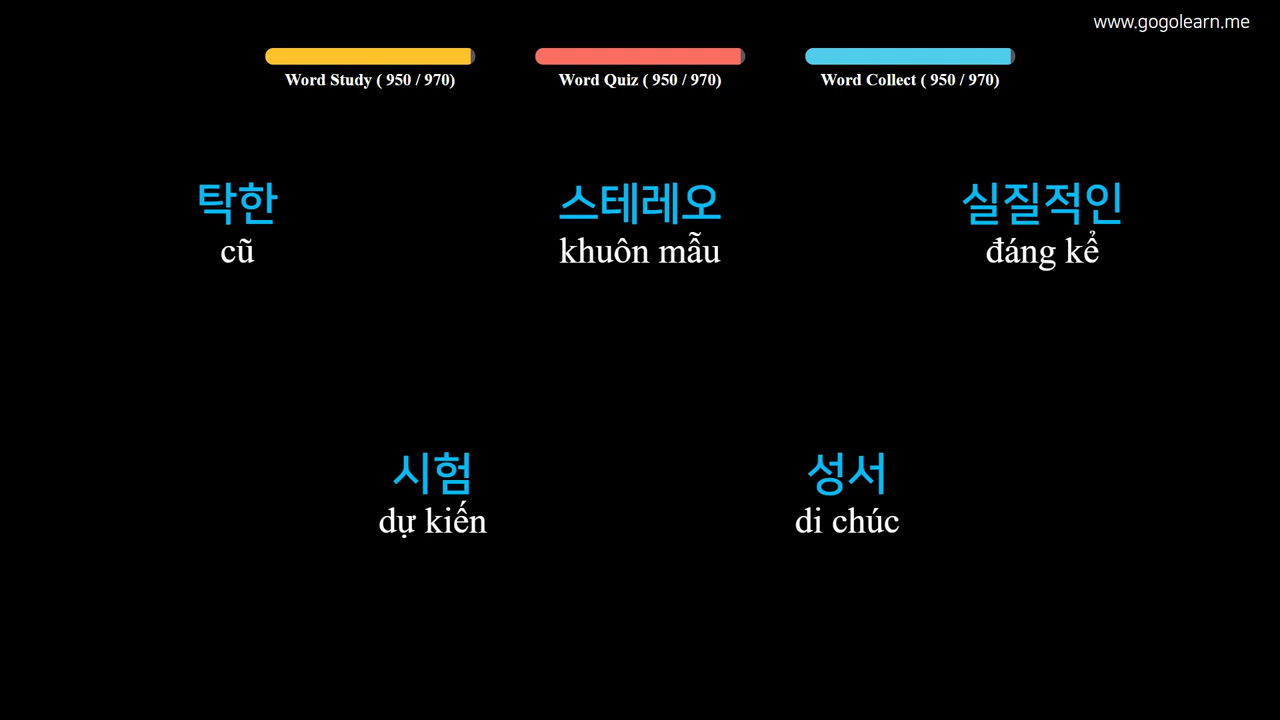 www.gogolearn.me
Word Study ( 950 / 970)
Word Quiz ( 950 / 970)
Word Collect ( 950 / 970)
탁한
cũ
스테레오
khuôn mẫu
실질적인
đáng kể
시험
dự kiến
성서
di chúc